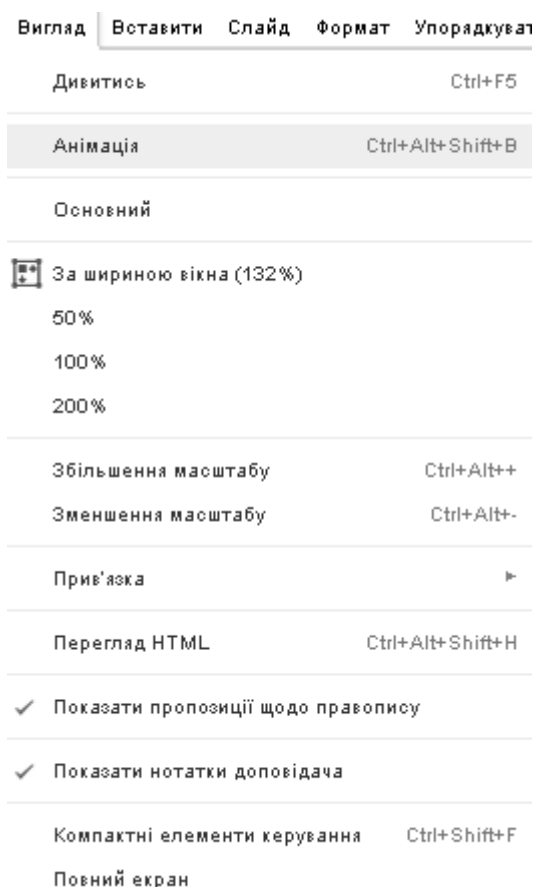 Вигляд Вставити Слайд Формат Упорядкуват
Дивитись Ctrl+F5
Анімація Ctrl+Alt+Shift+B
Основний
За шириною вікна (132%)
50%
100%
200%
Збільшення масштабу Ctrl+Alt++
Зменшення масштабу Ctrl+Alt+-
Прив'язка
Перегляд HTML Ctrl+Alt+Shift+H
Показати пропозиції щодо правопису
Показати нотатки доповідача
Компактні елементи керування Ctrl+Shift+F
Повний екран